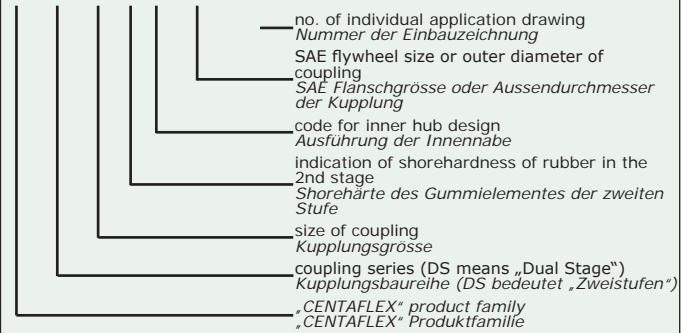 no. of individual application drawing
Nummer der Einbauzeichnung
SAE flywheel size or outer diameter of
coupling
SAE Flanschgrösse oder Aussendurchmesser
der Kupplung
code for inner hub design
Ausführung der Innennabe
indication of shorehardness of rubber in the
2nd stage
Shorehärte des Gummielementes der zweiten
Stufe
size of coupling
Kupplungsgrösse
coupling series (DS means „Dual Stage“)
Kupplungsbaureihe (DS bedeutet „Zweistufen“)
„CENTAFLEX“ product family
„CENTAFLEX“ Produktfamilie